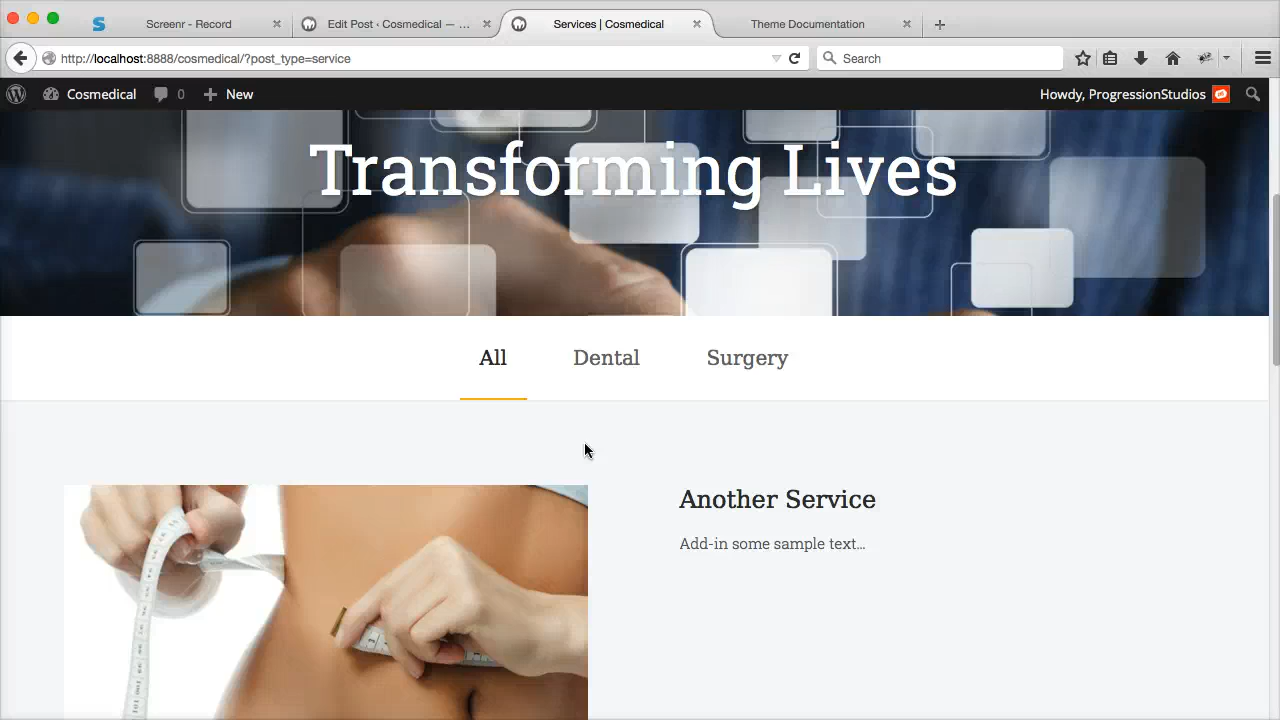 Screenr - Record
Edit Post ‹ Cosmedical — ...
Services | Cosmedical
Theme Documentation
http://localhost:8888/cosmedical/?post_type=service
Search
Cosmedical
0
New
Howdy, ProgressionStudios
Transforming Lives
All
Dental
Surgery
Another Service
Add-in some sample text...